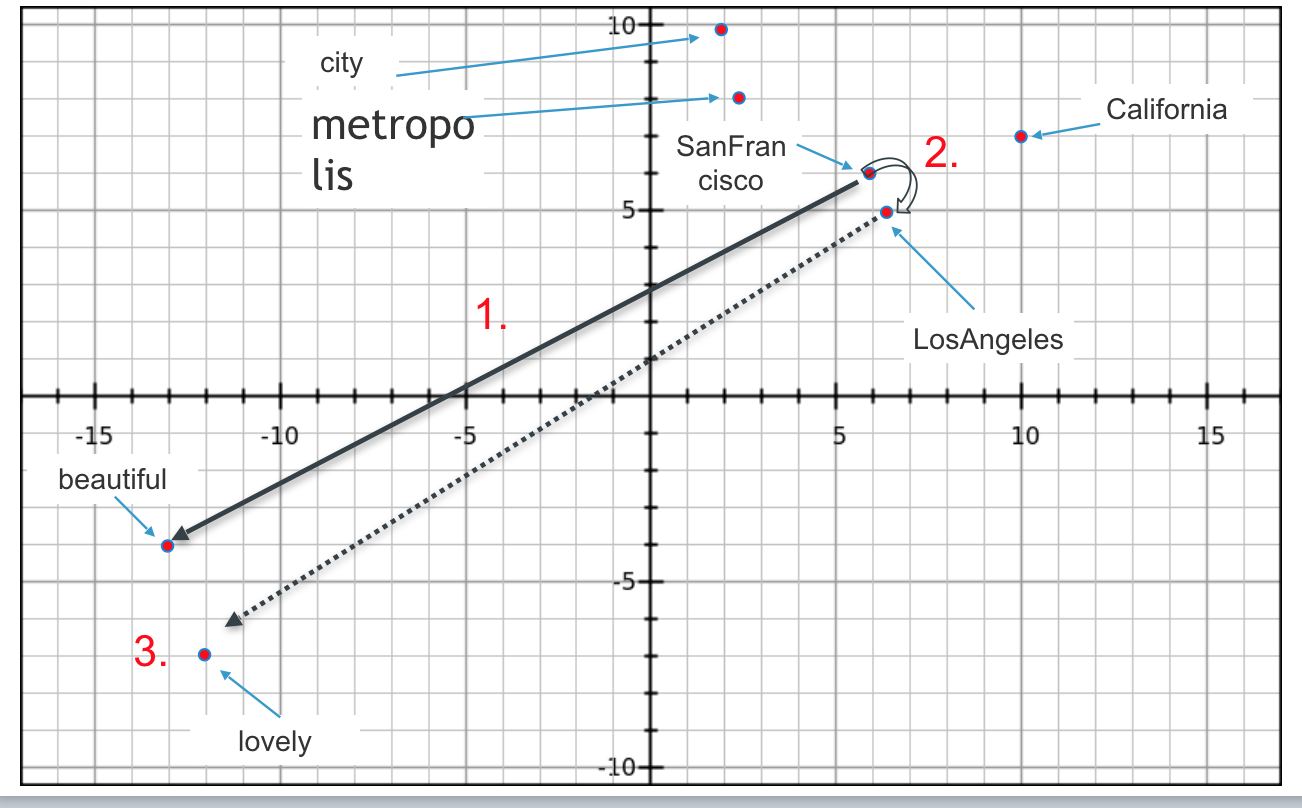 10
city
metropo
lis
California
SanFran
cisco
2.
5
1.
LosAngeles
-15 -10 -5 5 10 15
beautiful
-5
3.
lovely
-10